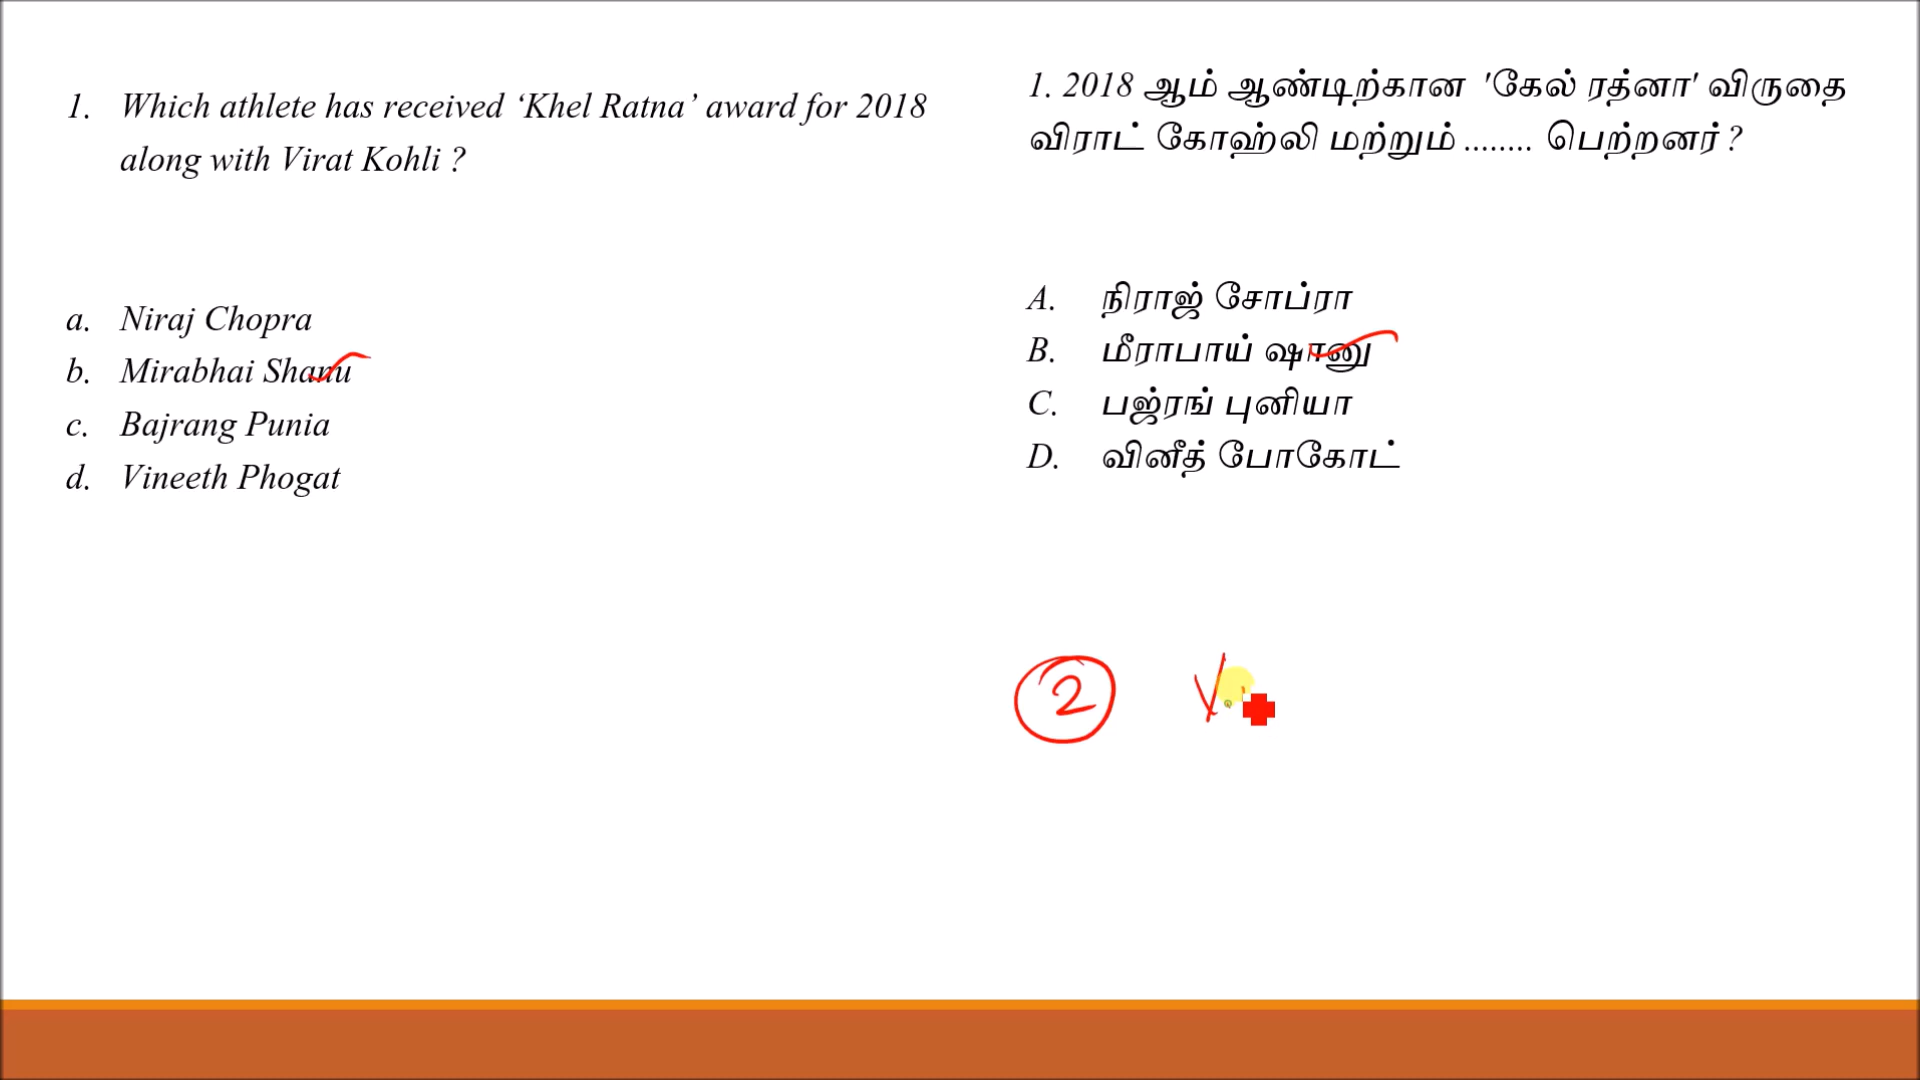 1. Which athlete has received ‘Khel Ratna’ award for 2018
along with Virat Kohli ?
a. Niraj Chopra
b. Mirabhai Shanu
c. Bajrang Punia
d. Vineeth Phogat
1. 2018 ஆம் ஆண்டிற்கான 'கேல் ரத்னா' விருதை
விராட் கோஹ்லி மற்றும் ........ பெற்றனர் ?
A. நிராஜ் சோப்ரா
B. மீராபாய் ஷானு
C. பஜ்ரங் புனியா
D. வினீத் போகோட்
2 V